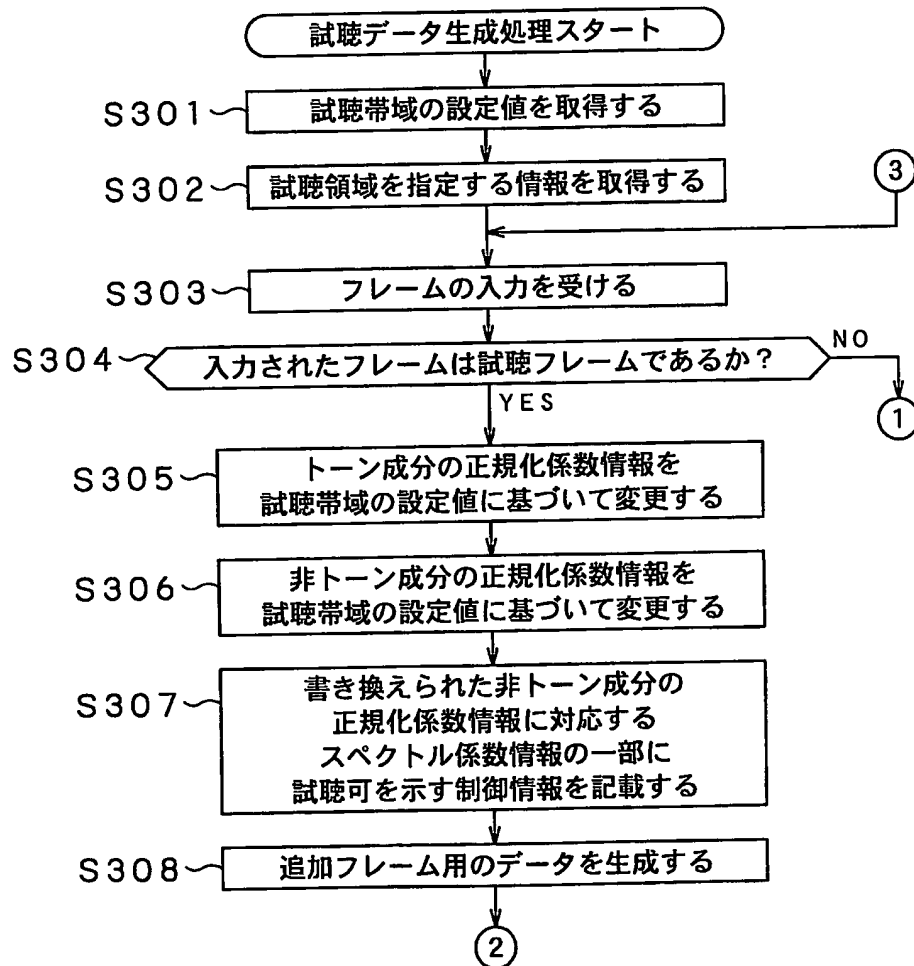 試聴データ生成処理スタート
S301
試聴帯域の設定値を取得する
S302
試聴領域を指定する情報を取得する
3
S303
フレームの入力を受ける
S304
入力されたフレームは試聴フレームであるか？
NO
YES
1
S305
トーン成分の正規化係数情報を
試聴帯域の設定値に基づいて変更する
S306
非トーン成分の正規化係数情報を
試聴帯域の設定値に基づいて変更する
S307
書き換えられた非トーン成分の
正規化係数情報に対応する
スペクトル係数情報の一部に
試聴可を示す制御情報を記載する
S308
追加フレーム用のデータを生成する
2